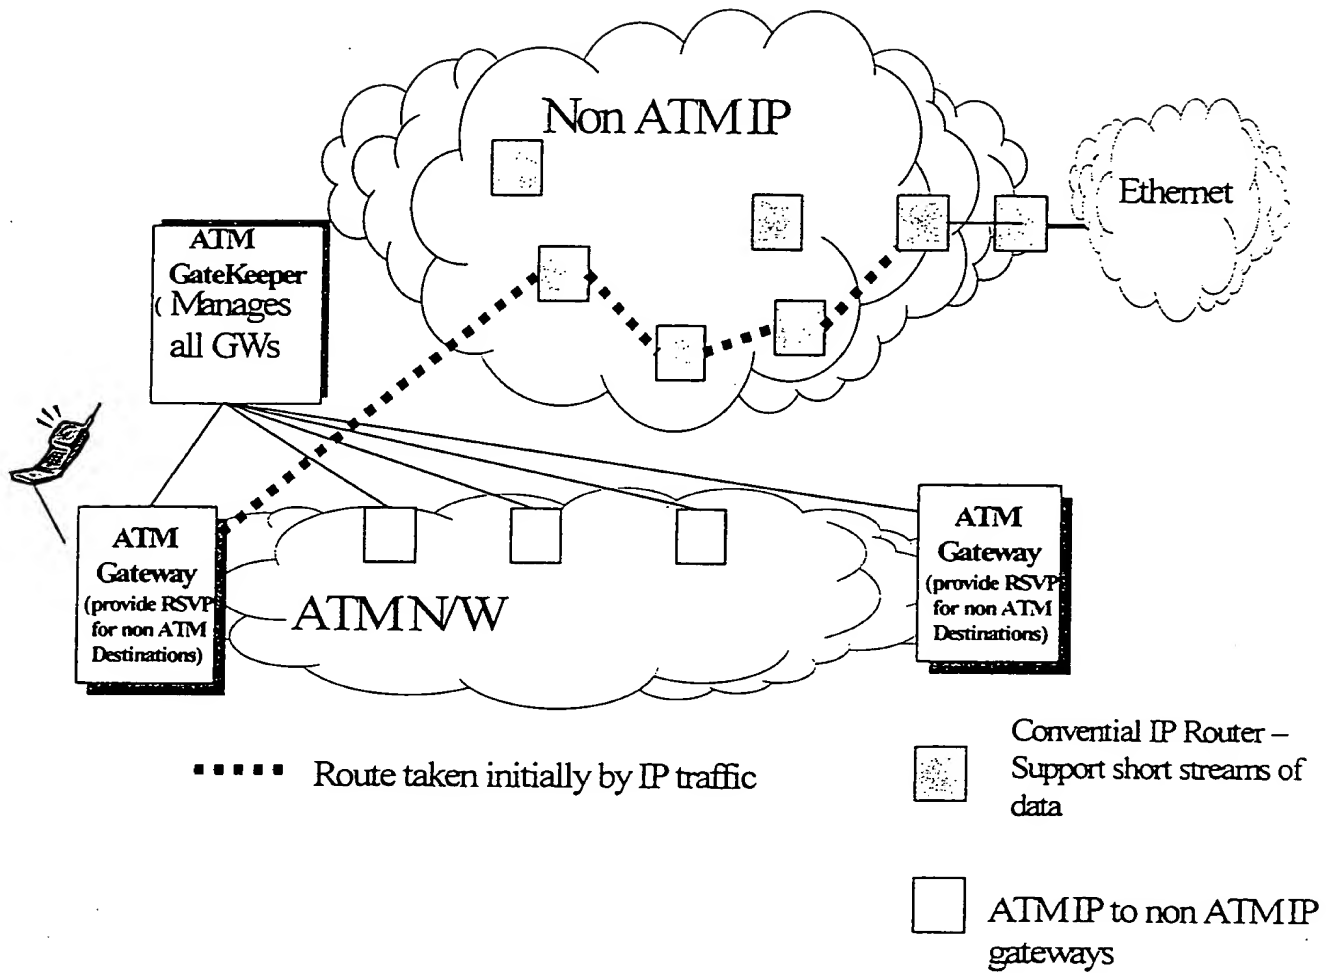 Non ATM IP
Ethernet
ATM
GateKeeper
( Manages
all GWs
ATM
Gateway
(provide RSVP
for non ATM
Destinations)
ATM N/W
ATM
Gateway
(provide RSVP
for non ATM
Destinations)
Route taken initially by IP traffic
Convential IP Router –
Support short streams of
data
ATM IP to non ATM IP
gateways